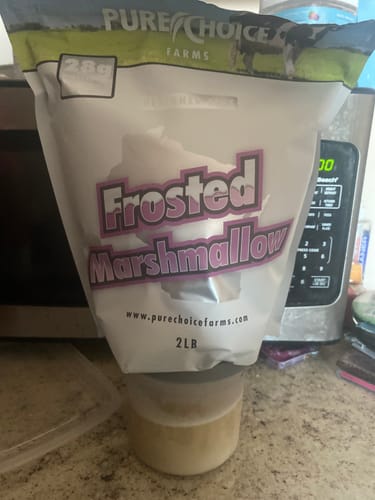 PURE CHOICE
FARMS
28g
Frosted
Marshmallow
www.purechoicefarms.com
2LB